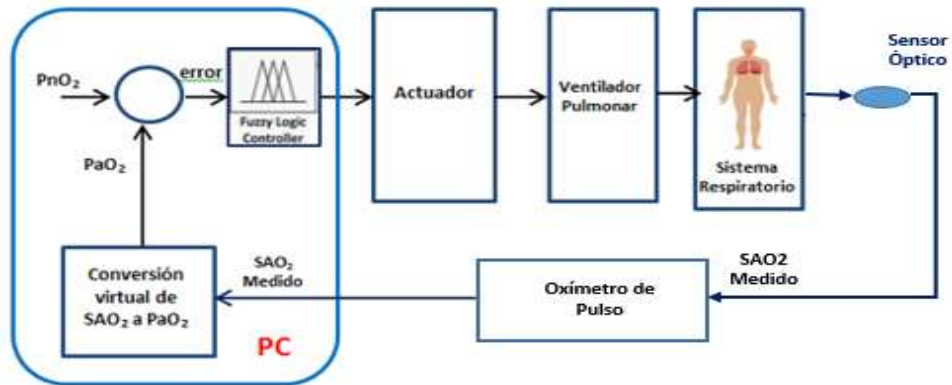 PnO₂
error
Fuzzy Logic
Controller
Actuador
Ventilador
Pulmonar
Sistema
Respiratorio
Sensor
Óptico
PaO₂
Conversión
virtual de
SAO₂ a PaO₂
SAO₂
Medido
PC
Oxímetro de
Pulso
SAO2
Medido